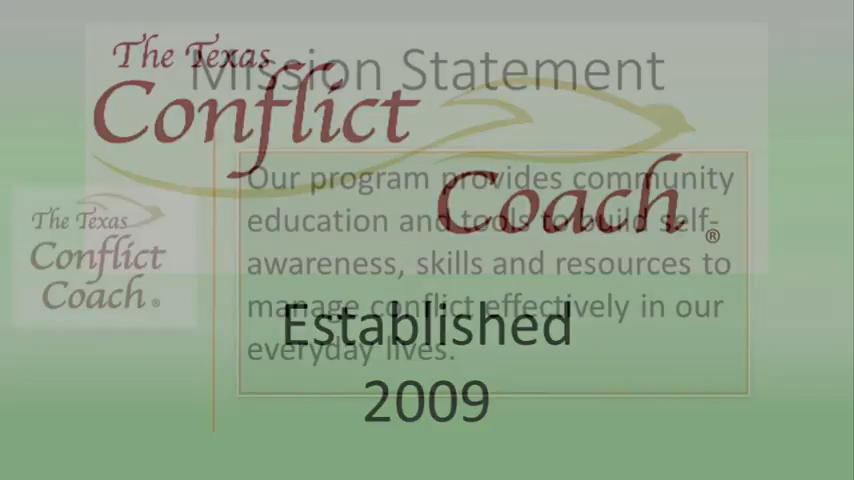 The Texas
Conflict
Coach ®
Established
2009
Mission Statement
The Texas
Conflict
Coach ®
Our program provides community
education and tools to build self-
awareness, skills and resources to
manage conflict effectively in our
everyday lives.